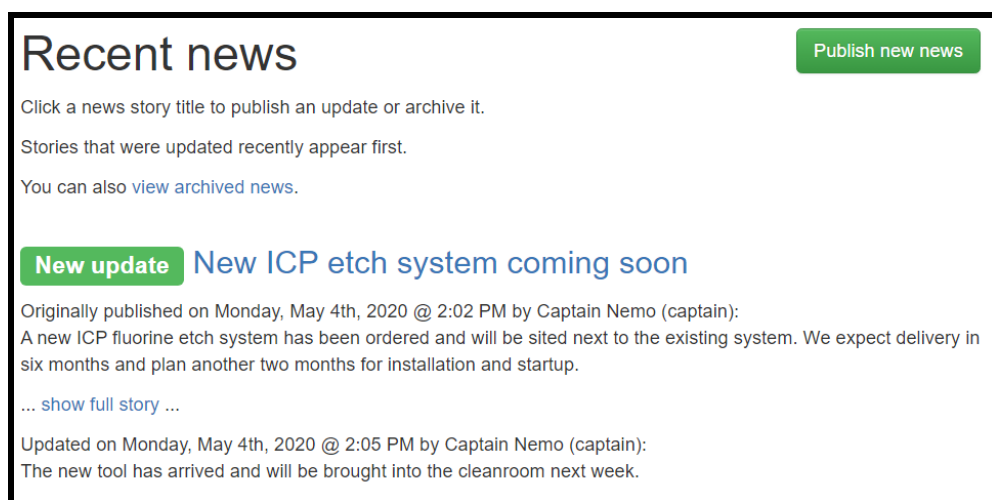 Recent news
Publish new news
Click a news story title to publish an update or archive it.
Stories that were updated recently appear first.
You can also view archived news.
New update New ICP etch system coming soon
Originally published on Monday, May 4th, 2020 @ 2:02 PM by Captain Nemo (captain):
A new ICP fluorine etch system has been ordered and will be sited next to the existing system. We expect delivery in
six months and plan another two months for installation and startup.
... show full story ...
Updated on Monday, May 4th, 2020 @ 2:05 PM by Captain Nemo (captain):
The new tool has arrived and will be brought into the cleanroom next week.